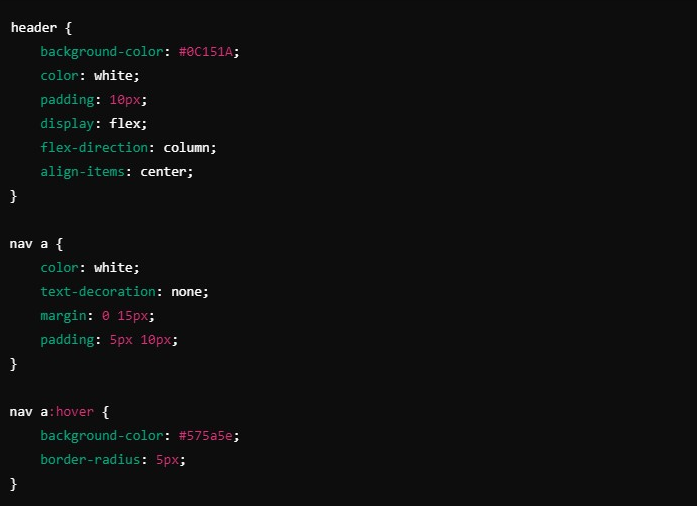 header {
    background-color: #0C151A;
    color: white;
    padding: 10px;
    display: flex;
    flex-direction: column;
    align-items: center;
}

nav a {
    color: white;
    text-decoration: none;
    margin: 0 15px;
    padding: 5px 10px;
}

nav a:hover {
    background-color: #575a5e;
    border-radius: 5px;
}